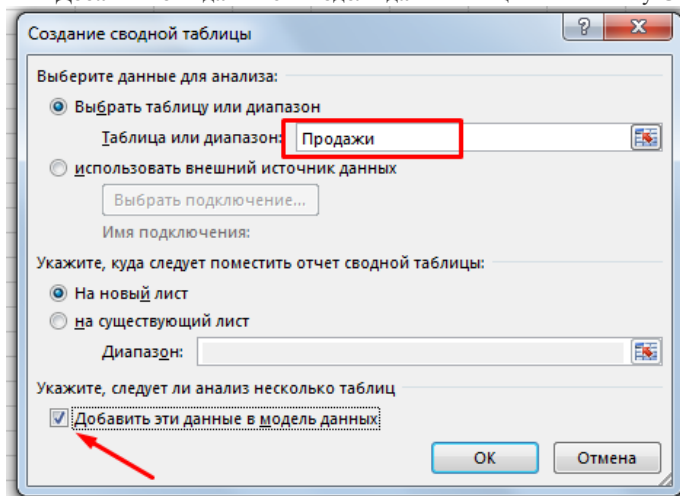 Создание сводной таблицы
Выберите данные для анализа:
Выбрать таблицу или диапазон
Таблица или диапазон: Продажи
использовать внешний источник данных
Выбрать подключение...
Имя подключения:
Укажите, куда следует поместить отчет сводной таблицы:
На новый лист
на существующий лист
Диапазон:
Укажите, следует ли анализ несколько таблиц
Добавить эти данные в модель данных
ОК Отмена